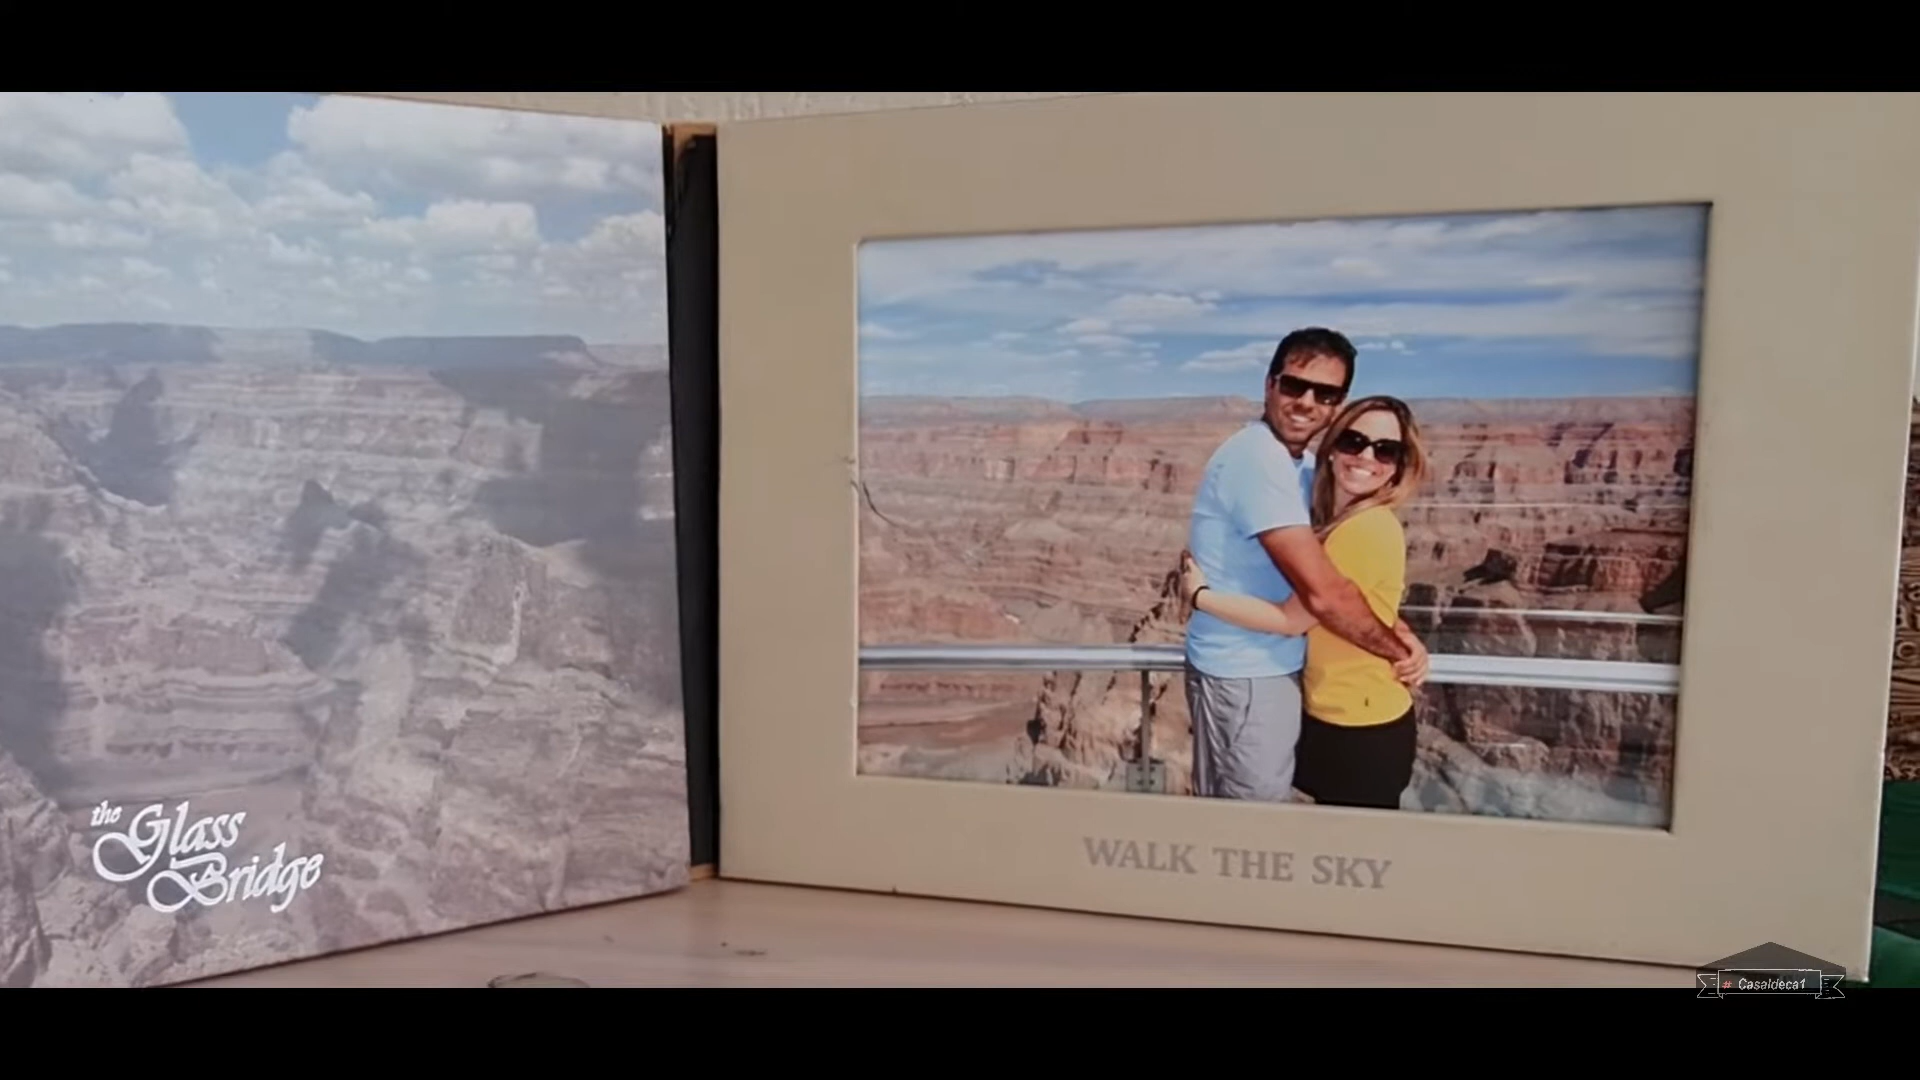 the
Glass
Bridge
WALK THE SKY
# Casaldeca1